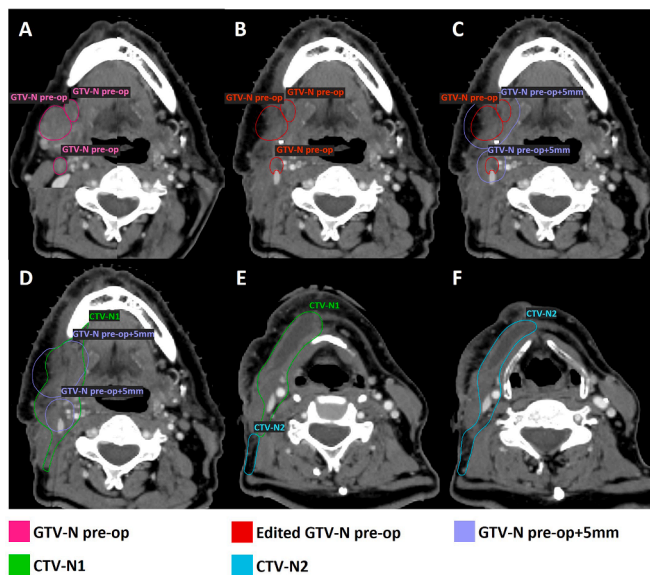 A
GTV-N pre-op
GTV-N pre-op
GTV-N pre-op
B
GTV-N pre-op
GTV-N pre-op
C
GTV-N pre-op
GTV-N pre-op+5mm
GTV-N pre-op+5mm
D
CTV-N1
GTV-N pre-op+5mm
GTV-N pre-op+5mm
E
CTV-N1
CTV-N2
F
CTV-N2
GTV-N pre-op
Edited GTV-N pre-op
GTV-N pre-op+5mm
CTV-N1
CTV-N2